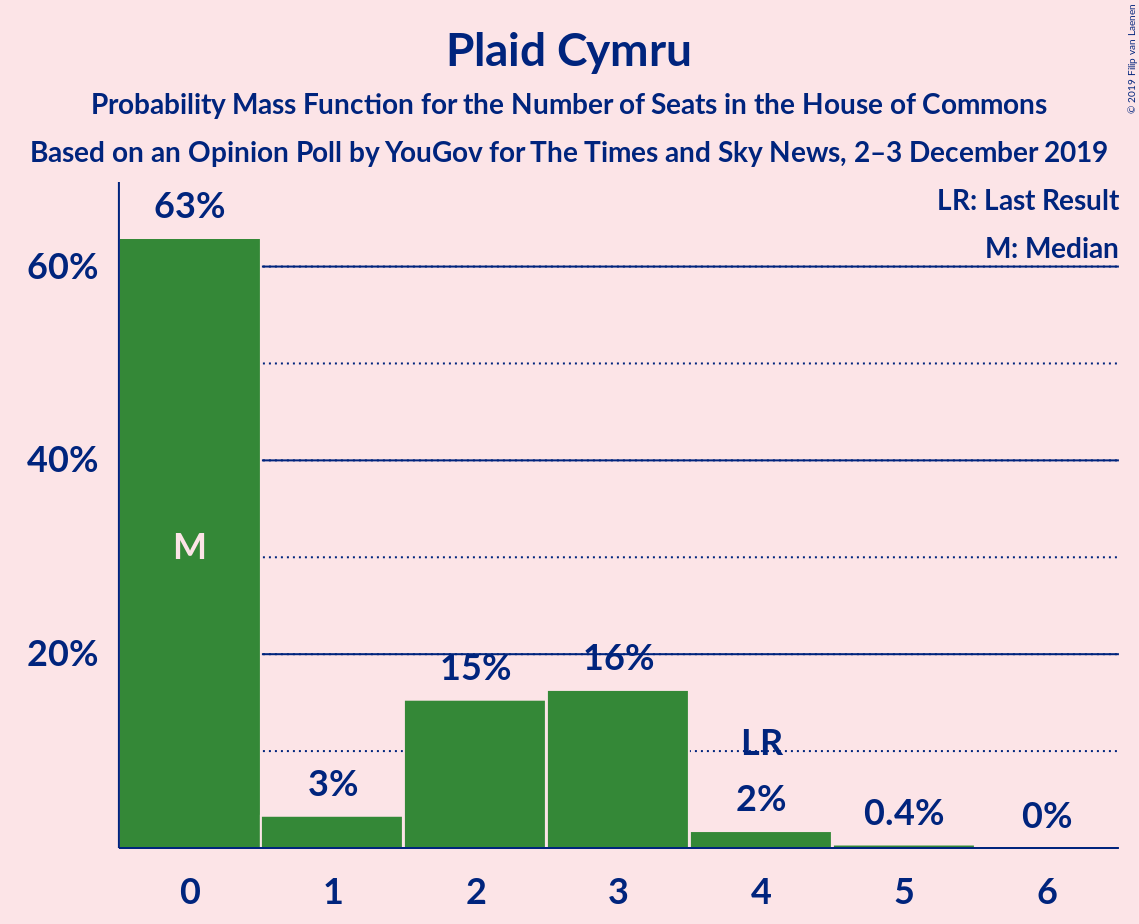 Plaid Cymru
Probability Mass Function for the Number of Seats in the House of Commons
Based on an Opinion Poll by YouGov for The Times and Sky News, 2–3 December 2019
© 2019 Filip van Laenen
LR: Last Result
M: Median
63%
60%
40%
20%
M
3%
15%
16%
LR
2%
0.4%
0%
0 1 2 3 4 5 6